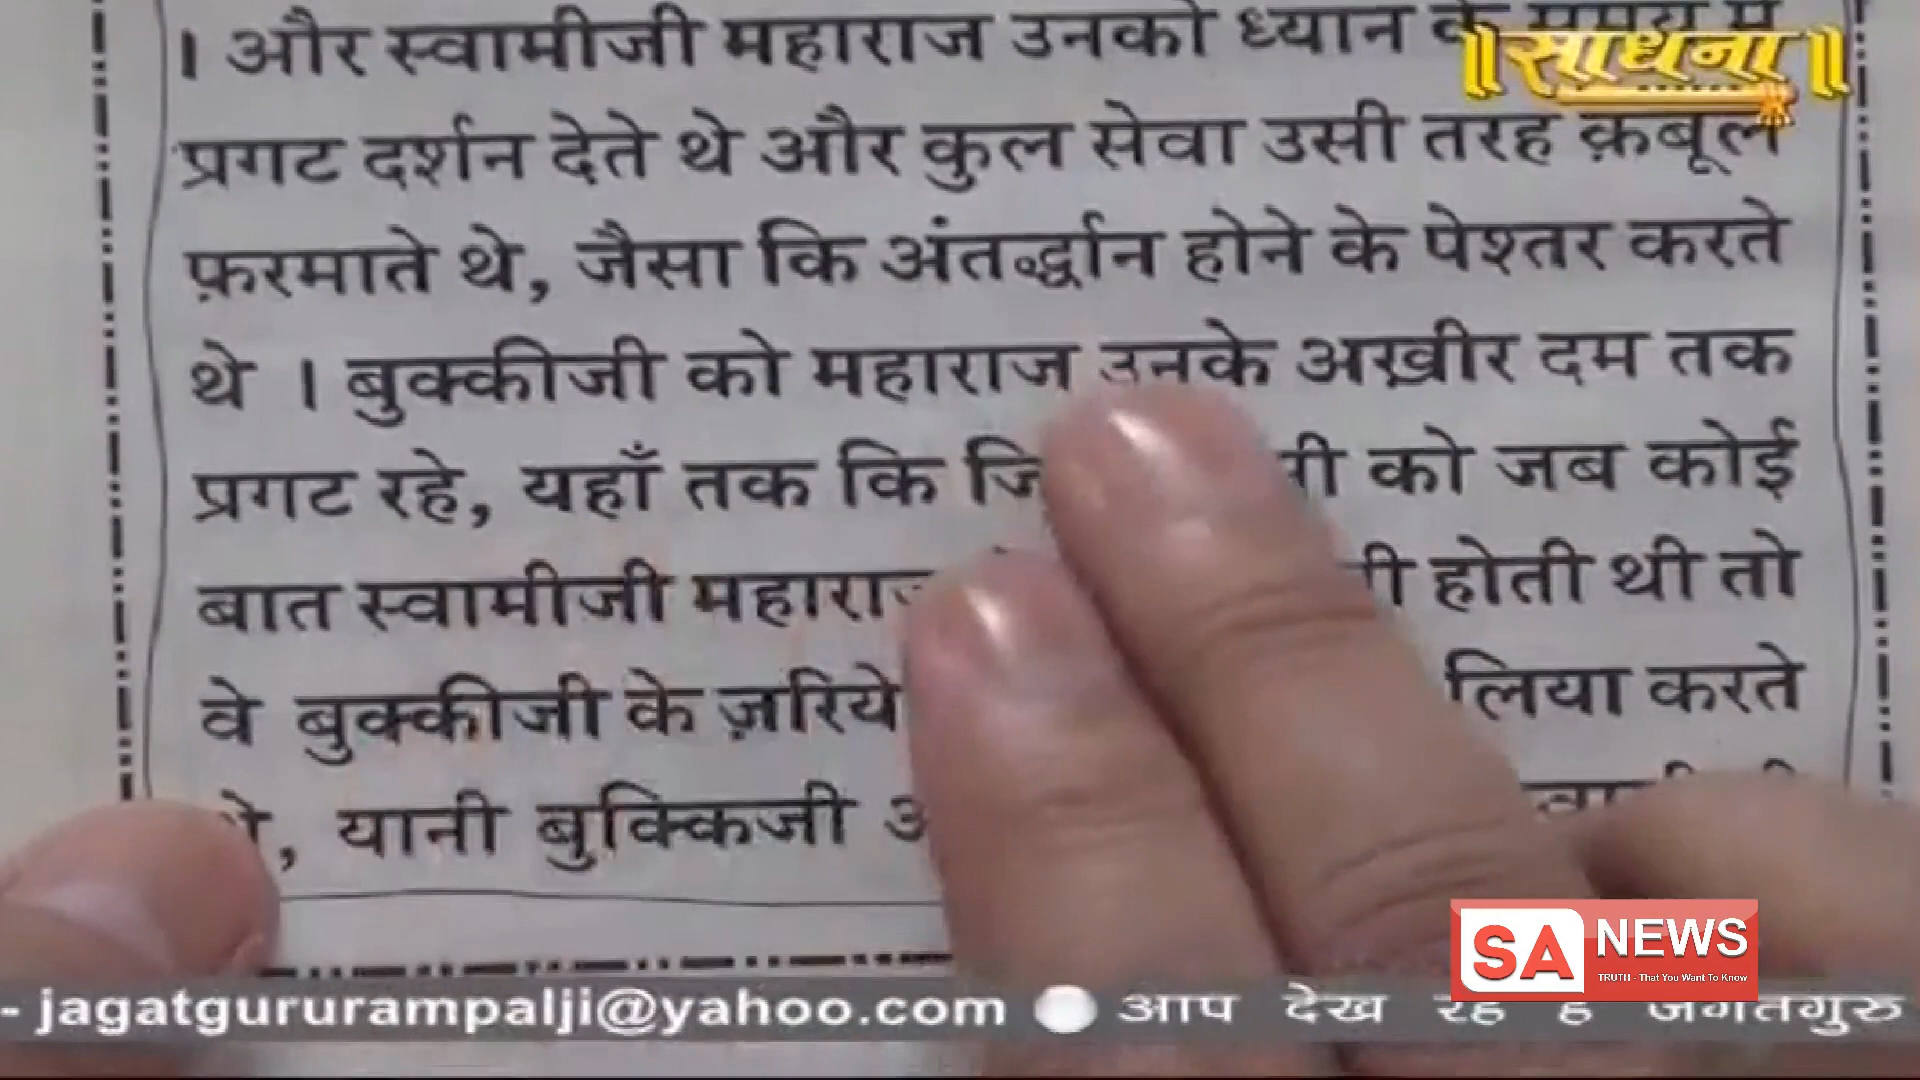 । और स्वामीजी महाराज उनको ध्यान के समय में
॥साधना॥
प्रगट दर्शन देते थे और कुल सेवा उसी तरह क़बूल
फ़रमाते थे, जैसा कि अंतर्द्धान होने के पेश्तर करते
थे । बुक्कीजी को महाराज उनके अख़ीर दम तक
प्रगट रहे, यहाँ तक कि को जब कोई
बात स्वामीजी होती थी तो
वे बुक्कीजी के ज़रिये लिया करते
यानी बुक्किजी
SA NEWS
TRUTH - That You Want To Know
- jagatgururampalji@yahoo.com आप देख रहे हैं जगतगुरु